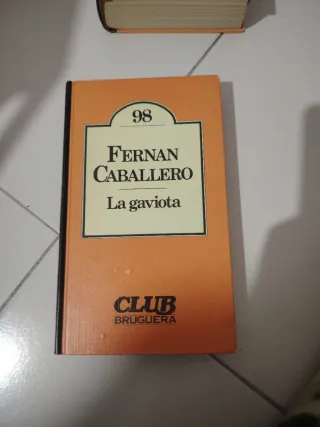 98
FERNAN
CABALLERO
La gaviota
CLUB
BRUGUERA